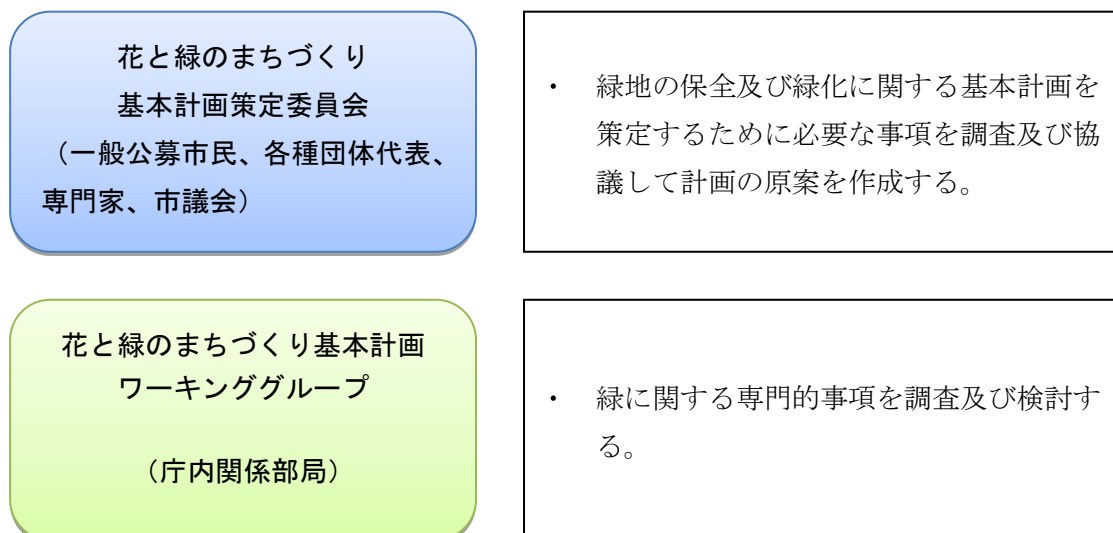 花と緑のまちづくり
基本計画策定委員会
（一般公募市民、各種団体代表、
専門家、市議会）
・ 緑地の保全及び緑化に関する基本計画を
策定するために必要な事項を調査及び協
議して計画の原案を作成する。
花と緑のまちづくり基本計画
ワーキンググループ
（庁内関係部局）
・ 緑に関する専門的事項を調査及び検討す
る。